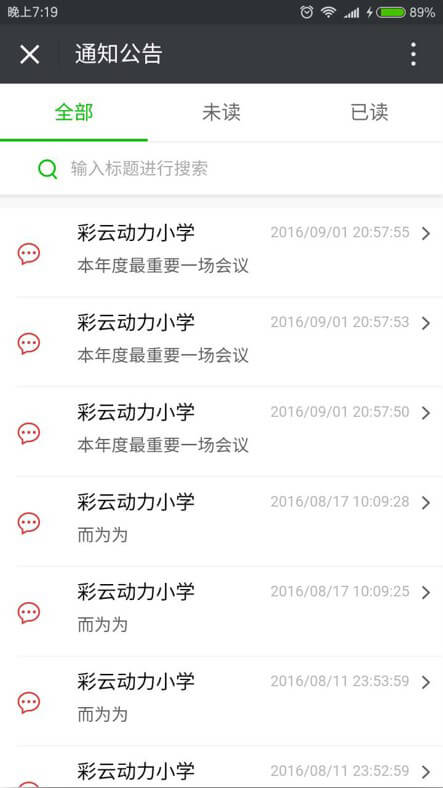 晚上7:19
89%
通知公告
全部
未读
已读
输入标题进行搜索
彩云动力小学 2016/09/01 20:57:55
本年度最重要一场会议
彩云动力小学 2016/09/01 20:57:53
本年度最重要一场会议
彩云动力小学 2016/09/01 20:57:50
本年度最重要一场会议
彩云动力小学 2016/08/17 10:09:28
而为为
彩云动力小学 2016/08/17 10:09:25
而为为
彩云动力小学 2016/08/11 23:53:59
而为为
彩云动力小学 2016/08/11 23:52:59